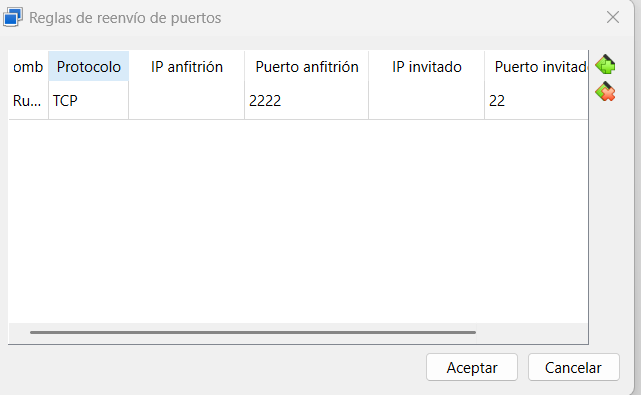 Reglas de reenvío de puertos
omb Protocolo IP anfitrión Puerto anfitrión IP invitado Puerto invitad
Ru... TCP 2222 22
Aceptar Cancelar